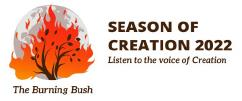 SEASON OF
CREATION 2022
Listen to the voice of Creation
The Burning Bush